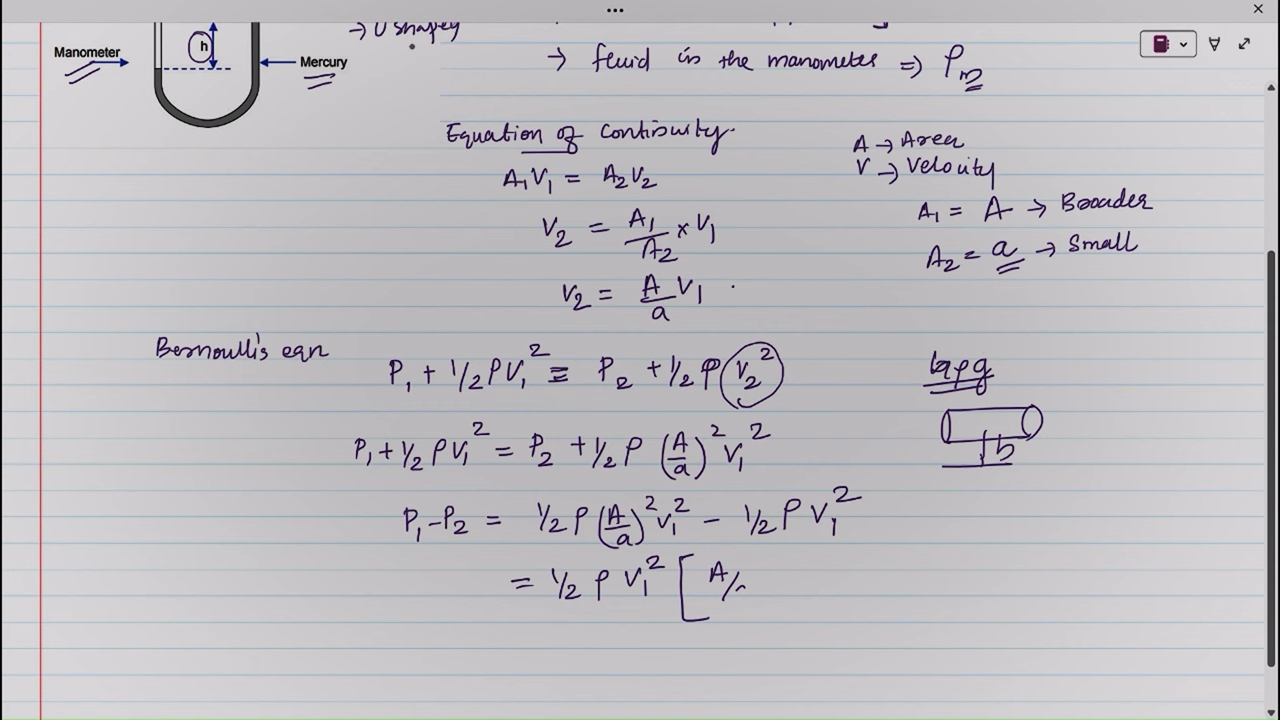 → U shaped
h
Manometer
Mercury
→ fluid in the manometer ⇒ ρm
Equation of Continuity.
A → Area
V → Velocity
A₁V₁ = A₂V₂
A₁ = A → Broader
V₂ = A₁/A₂ × V₁
A₂ = a → Small
V₂ = A/a V₁
Bernoulli's eqn
P₁ + 1/2 ρV₁² = P₂ + 1/2 ρ V₂²
hρg
P₁ + 1/2 ρV₁² = P₂ + 1/2 ρ (A/a)² V₁²
h
P₁ - P₂ = 1/2 ρ (A/a)² V₁² - 1/2 ρ V₁²
= 1/2 ρ V₁² [ A/